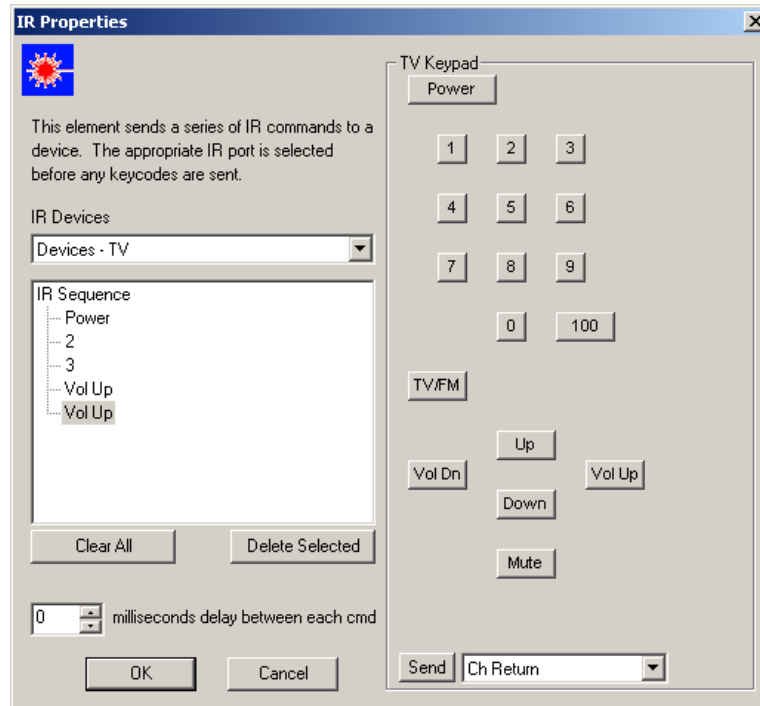 IR Properties
This element sends a series of IR commands to a
device. The appropriate IR port is selected
before any keycodes are sent.
IR Devices
Devices - TV
IR Sequence
Power
2
3
Vol Up
Vol Up
Clear All
Delete Selected
0
milliseconds delay between each cmd
OK
Cancel
TV Keypad
Power
1 2 3
4 5 6
7 8 9
0 100
TV/FM
Up
Vol Dn
Vol Up
Down
Mute
Send
Ch Return